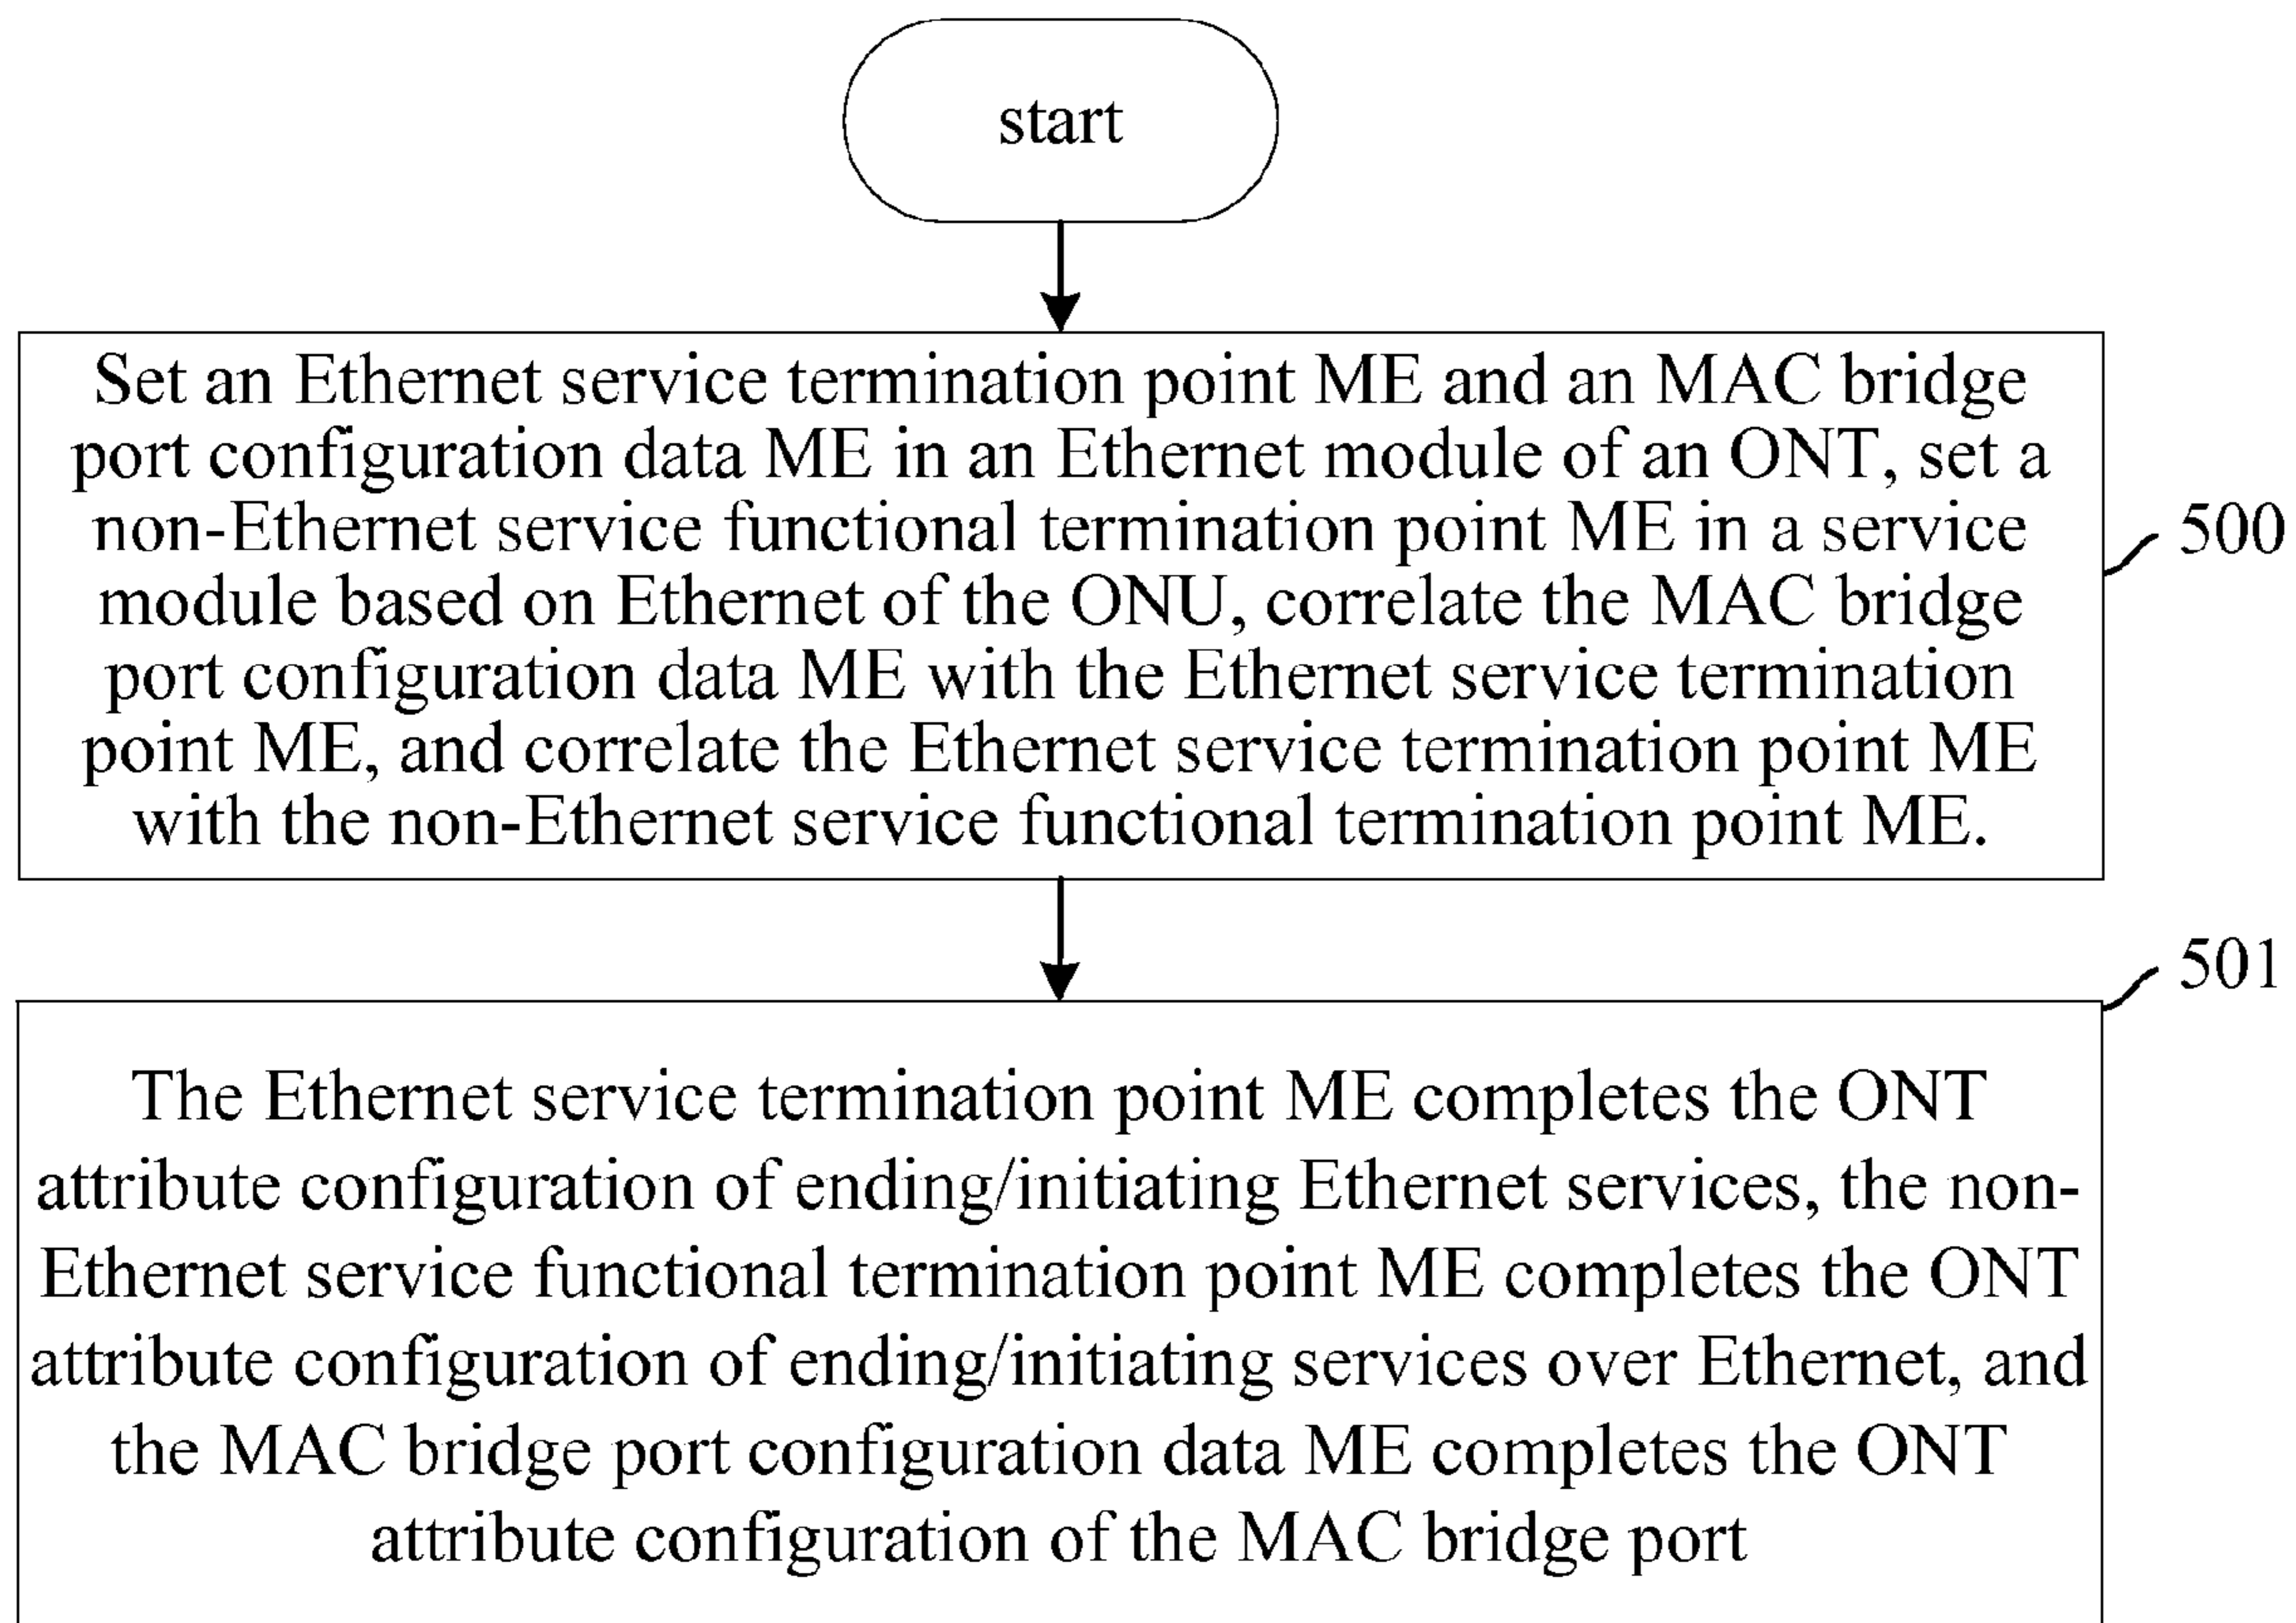 start
Set an Ethernet service termination point ME and an MAC bridge
port configuration data ME in an Ethernet module of an ONT, set a
non-Ethernet service functional termination point ME in a service
module based on Ethernet of the ONU, correlate the MAC bridge
port configuration data ME with the Ethernet service termination
point ME, and correlate the Ethernet service termination point ME
with the non-Ethernet service functional termination point ME.
500
501
The Ethernet service termination point ME completes the ONT
attribute configuration of ending/initiating Ethernet services, the non-
Ethernet service functional termination point ME completes the ONT
attribute configuration of ending/initiating services over Ethernet, and
the MAC bridge port configuration data ME completes the ONT
attribute configuration of the MAC bridge port